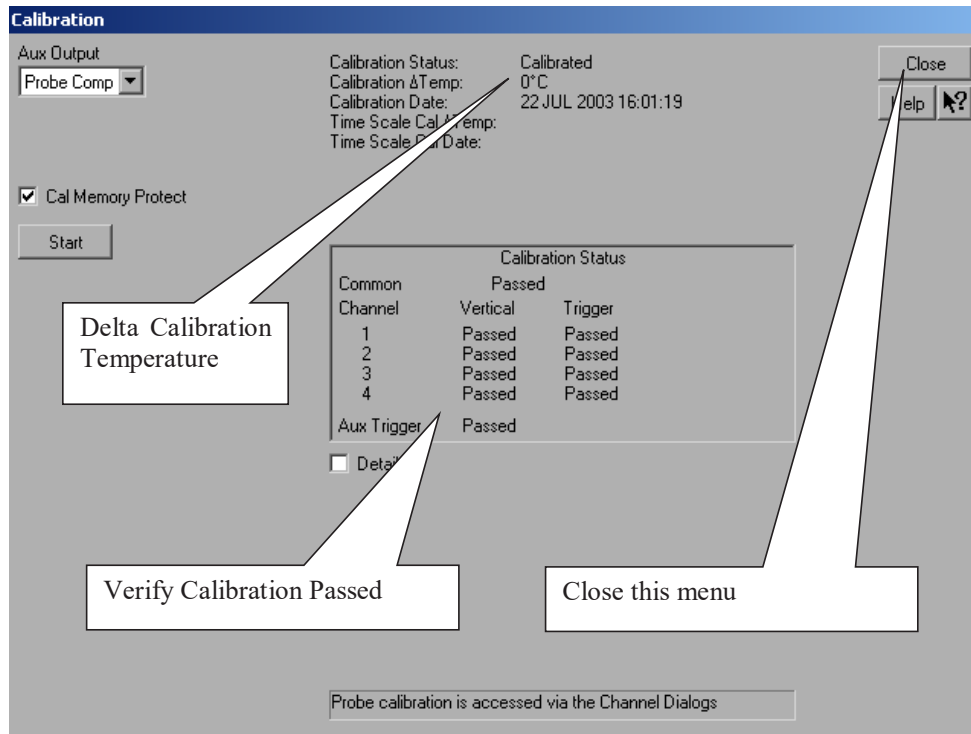 Calibration
Aux Output
Probe Comp
Calibration Status: Calibrated
Calibration ΔTemp: 0°C
Calibration Date: 22 JUL 2003 16:01:19
Time Scale Cal Temp:
Time Scale Cal Date:
Close
Help
Cal Memory Protect
Start
Calibration Status
Common Passed
Channel Vertical Trigger
1 Passed Passed
2 Passed Passed
3 Passed Passed
4 Passed Passed
Aux Trigger Passed
Delta Calibration
Temperature
Verify Calibration Passed
Close this menu
Probe calibration is accessed via the Channel Dialogs